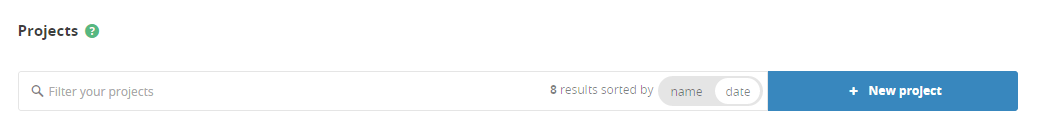 Projects ?
Filter your projects 8 results sorted by name date + New project